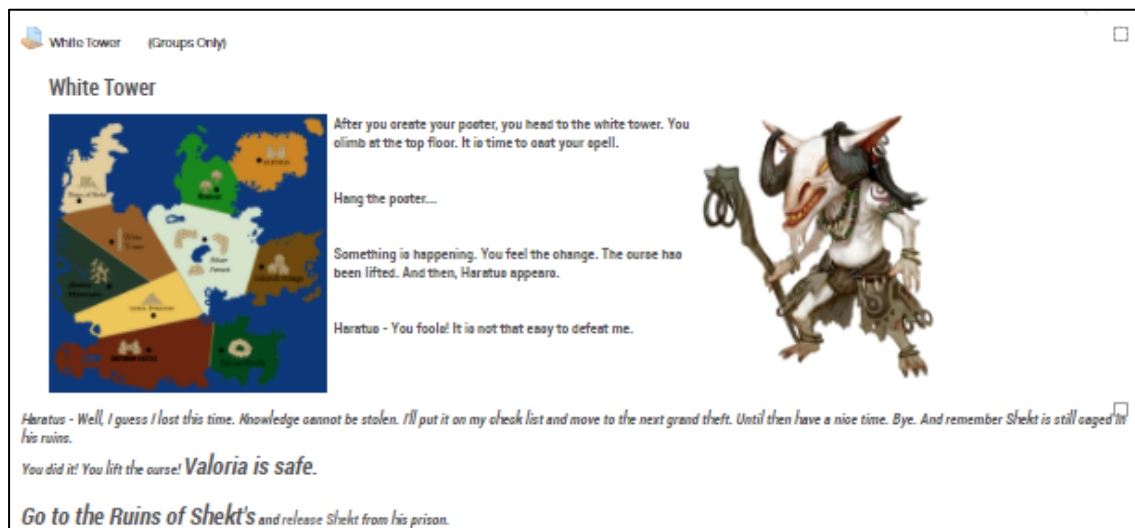 White Tower (Groups Only)
White Tower
After you create your poster, you head to the white tower. You
climb at the top floor. It is time to cast your spell.
Hang the poster....
Something is happening. You feel the change. The curse has
been lifted. And then, Haratus appears.
Haratus - You fools! It is not that easy to defeat me.
Ruins of Shekt
White
Tower
Haratus - Well, I guess I lost this time. Knowledge cannot be stolen. I'll put it on my check list and move to the next grand theft. Until then have a nice time. Bye. And remember Shekt is still caged in
his ruins.
You did it! You lift the curse! Valoria is safe.
Go to the Ruins of Shekt's and release Shekt from his prison.